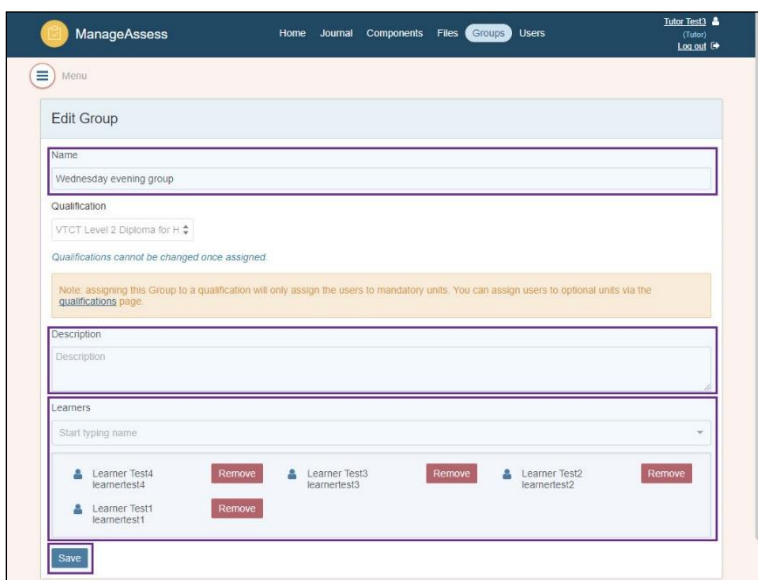 ManageAssess
Home Journal Components Files Groups Users
Tutor Test3
(Tutor)
Log out
Menu
Edit Group
Name
Wednesday evening group
Qualification
VTCT Level 2 Diploma for H
Qualifications cannot be changed once assigned.
Note: assigning this Group to a qualification will only assign the users to mandatory units. You can assign users to optional units via the
qualifications page.
Description
Description
Learners
Start typing name
Learner Test4 Remove Learner Test3 Remove Learner Test2 Remove
learnertest4 learnertest3 learnertest2
Learner Test1 Remove
learnertest1
Save